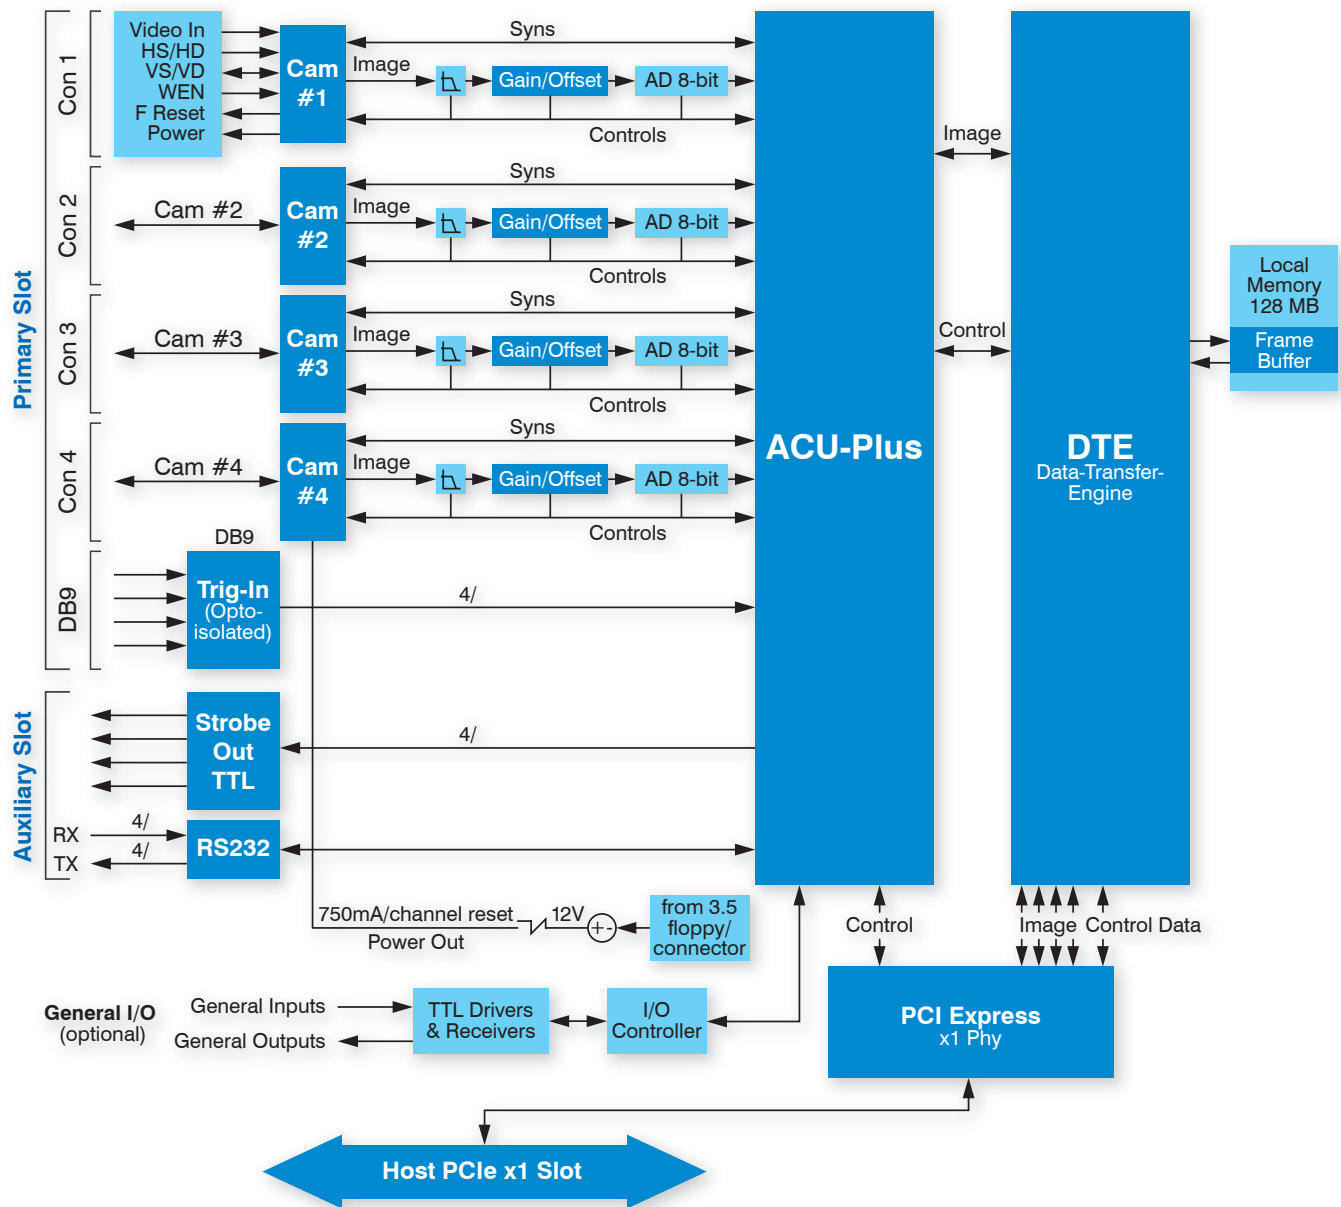 Primary Slot
Con 1
Video In
HS/HD
VS/VD
WEN
F Reset
Power
Cam
#1
Syns
Image
Gain/Offset
AD 8-bit
Controls
Con 2
Cam #2
Cam
#2
Syns
Image
Gain/Offset
AD 8-bit
Controls
Con 3
Cam #3
Cam
#3
Syns
Image
Gain/Offset
AD 8-bit
Controls
Con 4
Cam #4
Cam
#4
Syns
Image
Gain/Offset
AD 8-bit
Controls
DB9
DB9
Trig-In
(Opto-
isolated)
4/
Auxiliary Slot
Strobe
Out
TTL
4/
RX
4/
TX
4/
RS232
ACU-Plus
Image
Control
DTE
Data-Transfer-
Engine
Local
Memory
128 MB
Frame
Buffer
750mA/channel reset
Power Out
12V
+-
from 3.5
floppy/
connector
Control
Image
Control Data
General I/O
(optional)
General Inputs
General Outputs
TTL Drivers
& Receivers
I/O
Controller
PCI Express
x1 Phy
Host PCIe x1 Slot